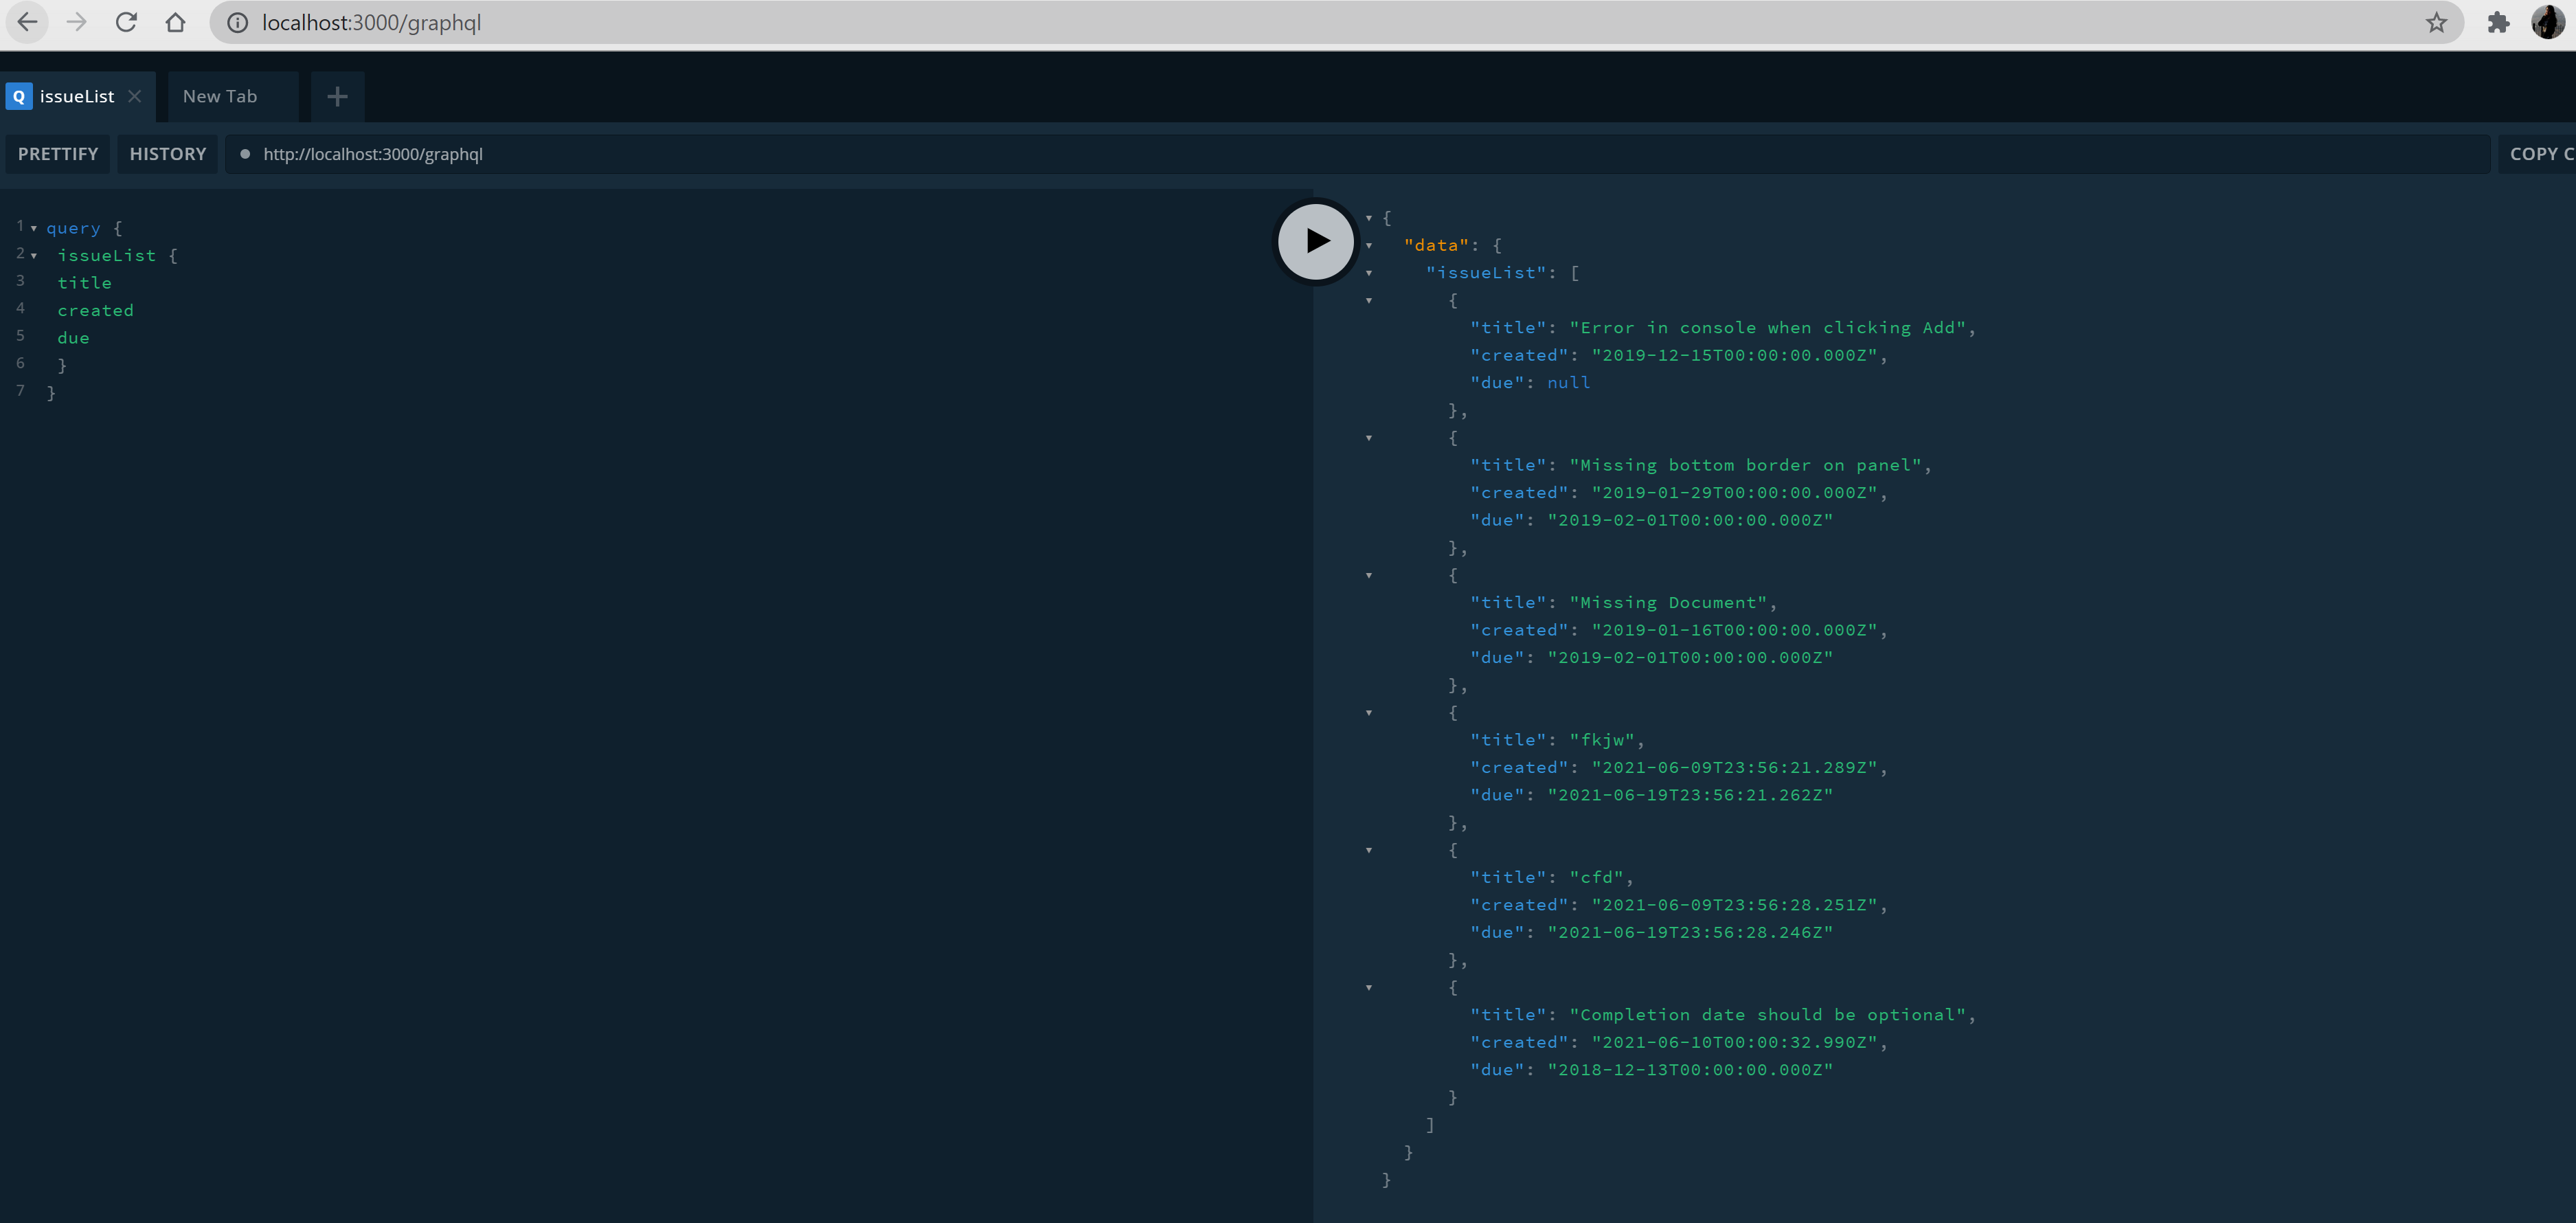 localhost:3000/graphql
Q issueList
New Tab
PRETTIFY HISTORY http://localhost:3000/graphql COPY C
1 query {
2 issueList {
3 title
4 created
5 due
6 }
7 }
{
"data": {
"issueList": [
{
"title": "Error in console when clicking Add",
"created": "2019-12-15T00:00:00.000Z",
"due": null
},
{
"title": "Missing bottom border on panel",
"created": "2019-01-29T00:00:00.000Z",
"due": "2019-02-01T00:00:00.000Z"
},
{
"title": "Missing Document",
"created": "2019-01-16T00:00:00.000Z",
"due": "2019-02-01T00:00:00.000Z"
},
{
"title": "fkjw",
"created": "2021-06-09T23:56:21.289Z",
"due": "2021-06-19T23:56:21.262Z"
},
{
"title": "cfd",
"created": "2021-06-09T23:56:28.251Z",
"due": "2021-06-19T23:56:28.246Z"
},
{
"title": "Completion date should be optional",
"created": "2021-06-10T00:00:32.990Z",
"due": "2018-12-13T00:00:00.000Z"
}
]
}
}